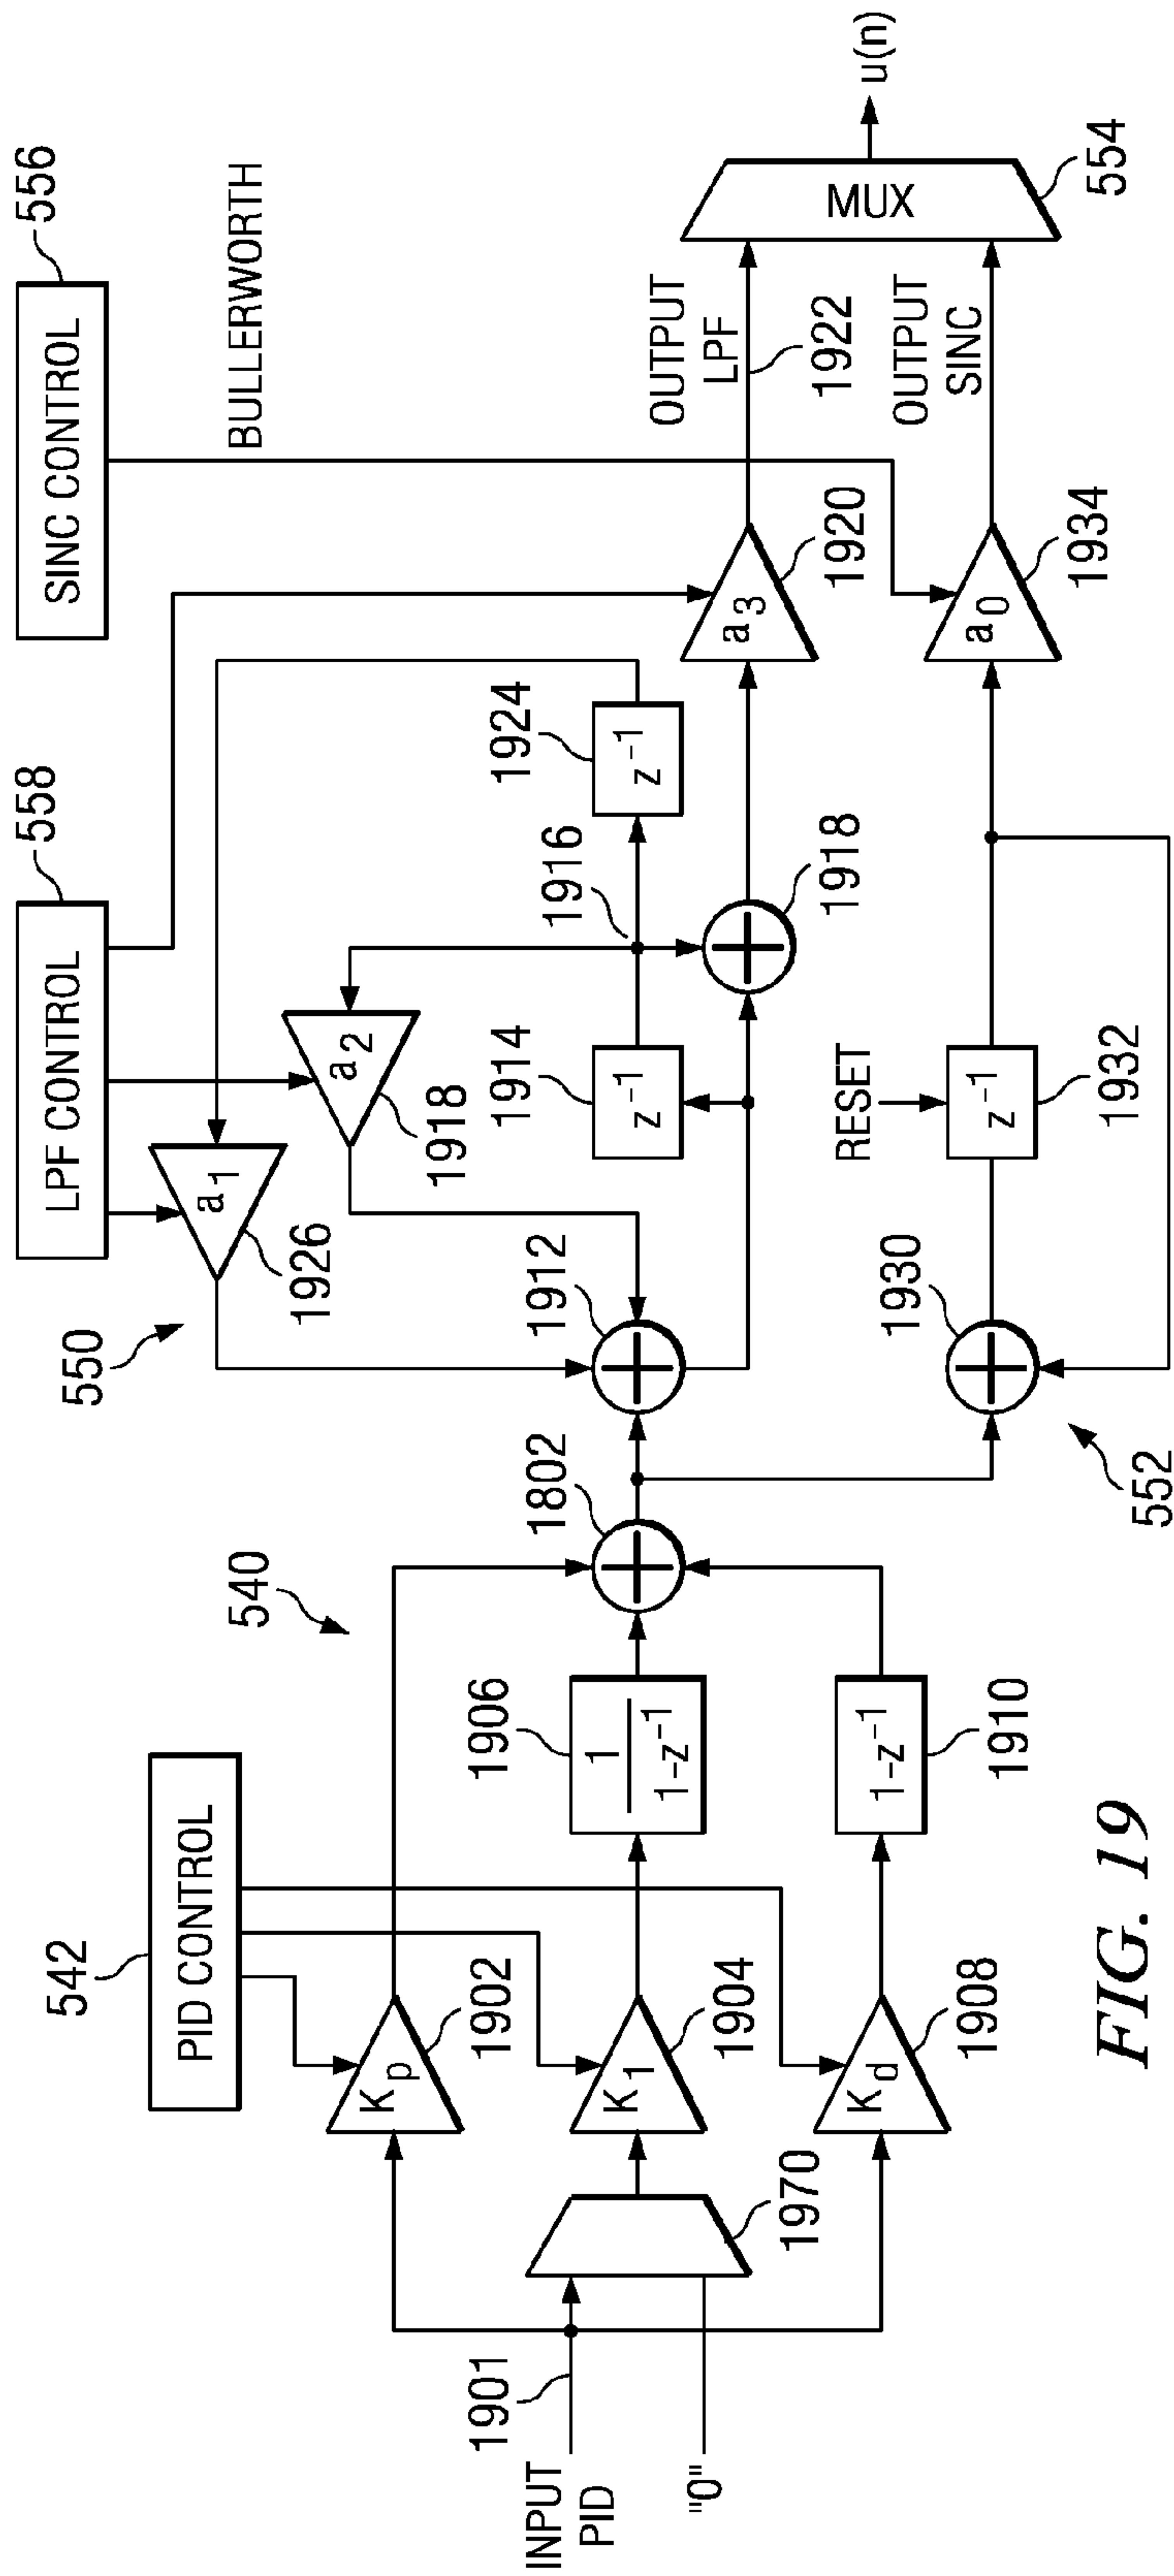 556
SINC CONTROL
BULLERWORTH
558
LPF CONTROL
550
a1
1926
a2
1918
1912
1914
z⁻¹
1916
1924
z⁻¹
1918
a3
1920
OUTPUT
LPF
1922
MUX
u(n)
554
OUTPUT
SINC
a0
1934
RESET
z⁻¹
1932
1930
552
540
1802
542
PID CONTROL
Kp
1902
1906
1
1-z⁻¹
K1
1904
1-z⁻¹
1910
Kd
1908
1970
1901
INPUT
PID
"0"
FIG. 19